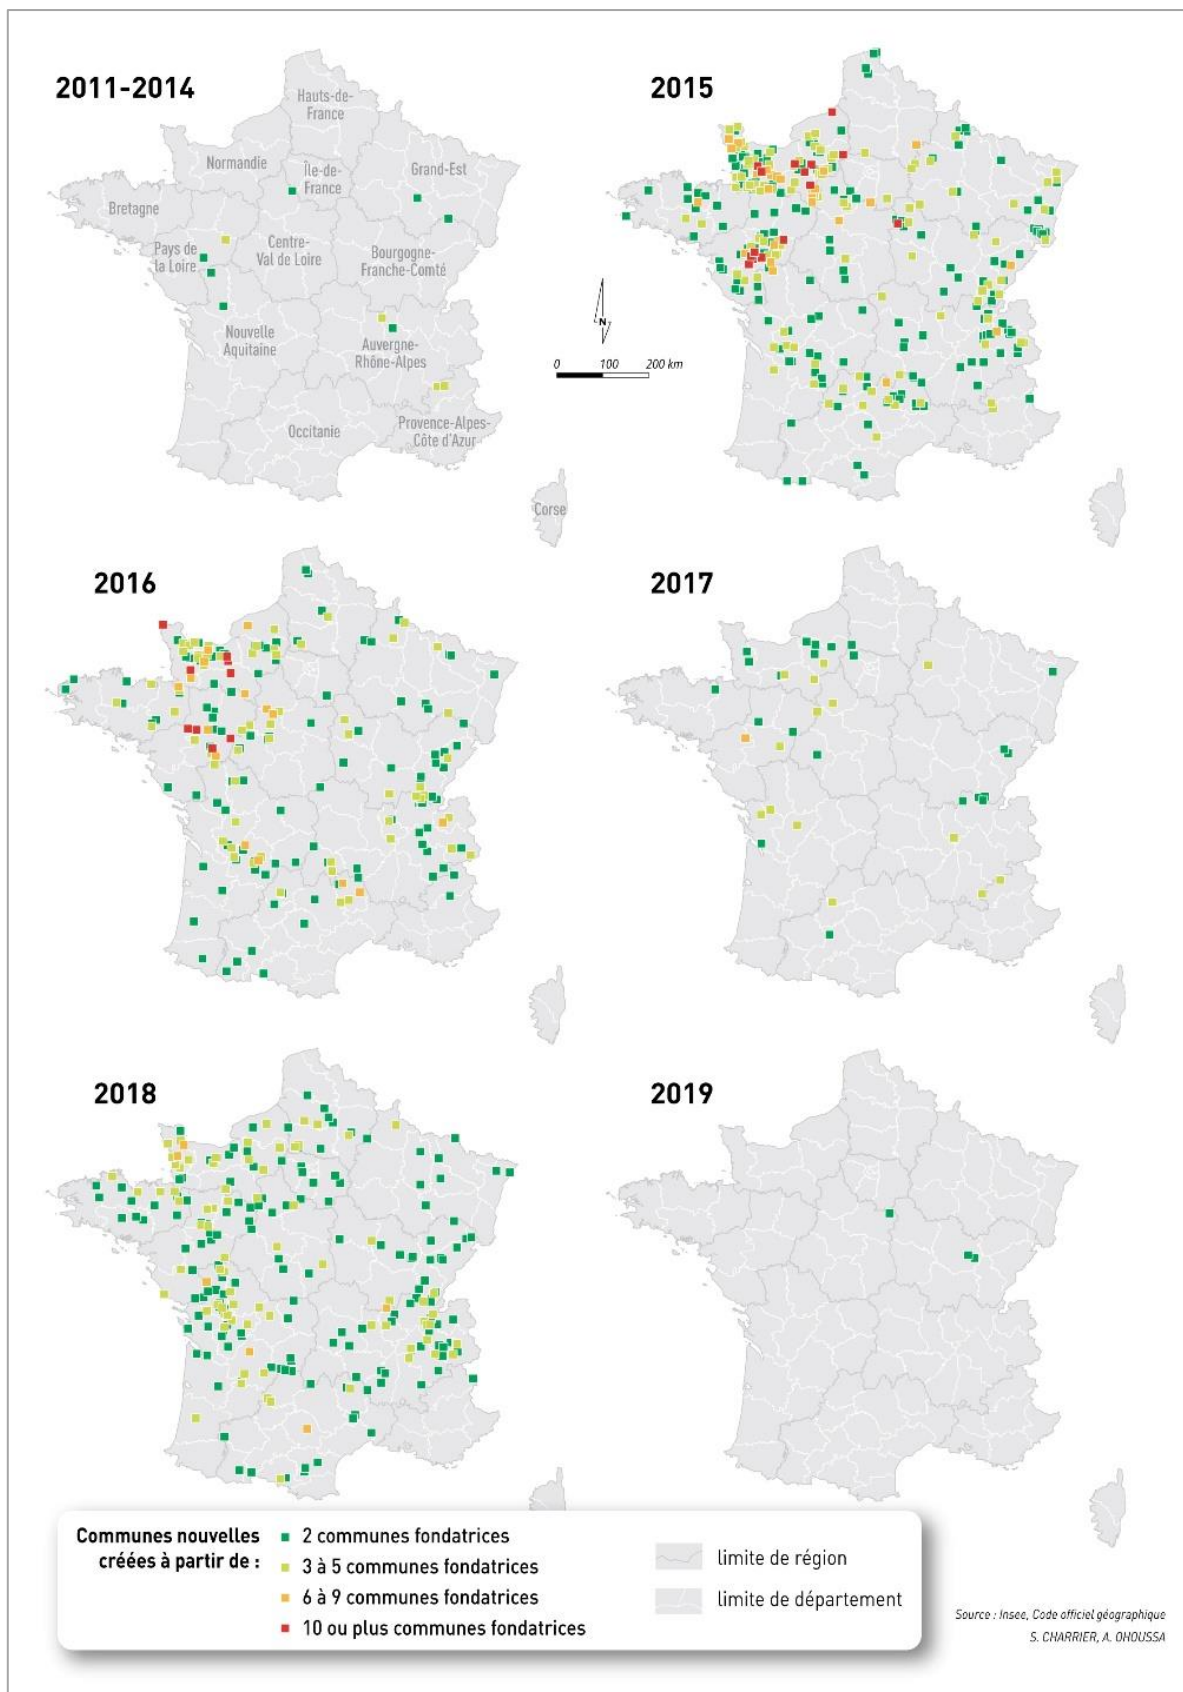 2011-2014
Hauts-de-
France
Normandie
Île-de-
France
Grand-Est
Bretagne
Pays de
la Loire
Centre-
Val de Loire
Bourgogne-
Franche-Comté
Nouvelle
Aquitaine
Auvergne-
Rhône-Alpes
Occitanie
Provence-Alpes-
Côte d'Azur
Corse
2015
N
0 100 200 km
2016
2017
2018
2019
Communes nouvelles
créées à partir de :
2 communes fondatrices
3 à 5 communes fondatrices
6 à 9 communes fondatrices
10 ou plus communes fondatrices
limite de région
limite de département
Source : Insee, Code officiel géographique
S. CHARRIER, A. OHOUSSA